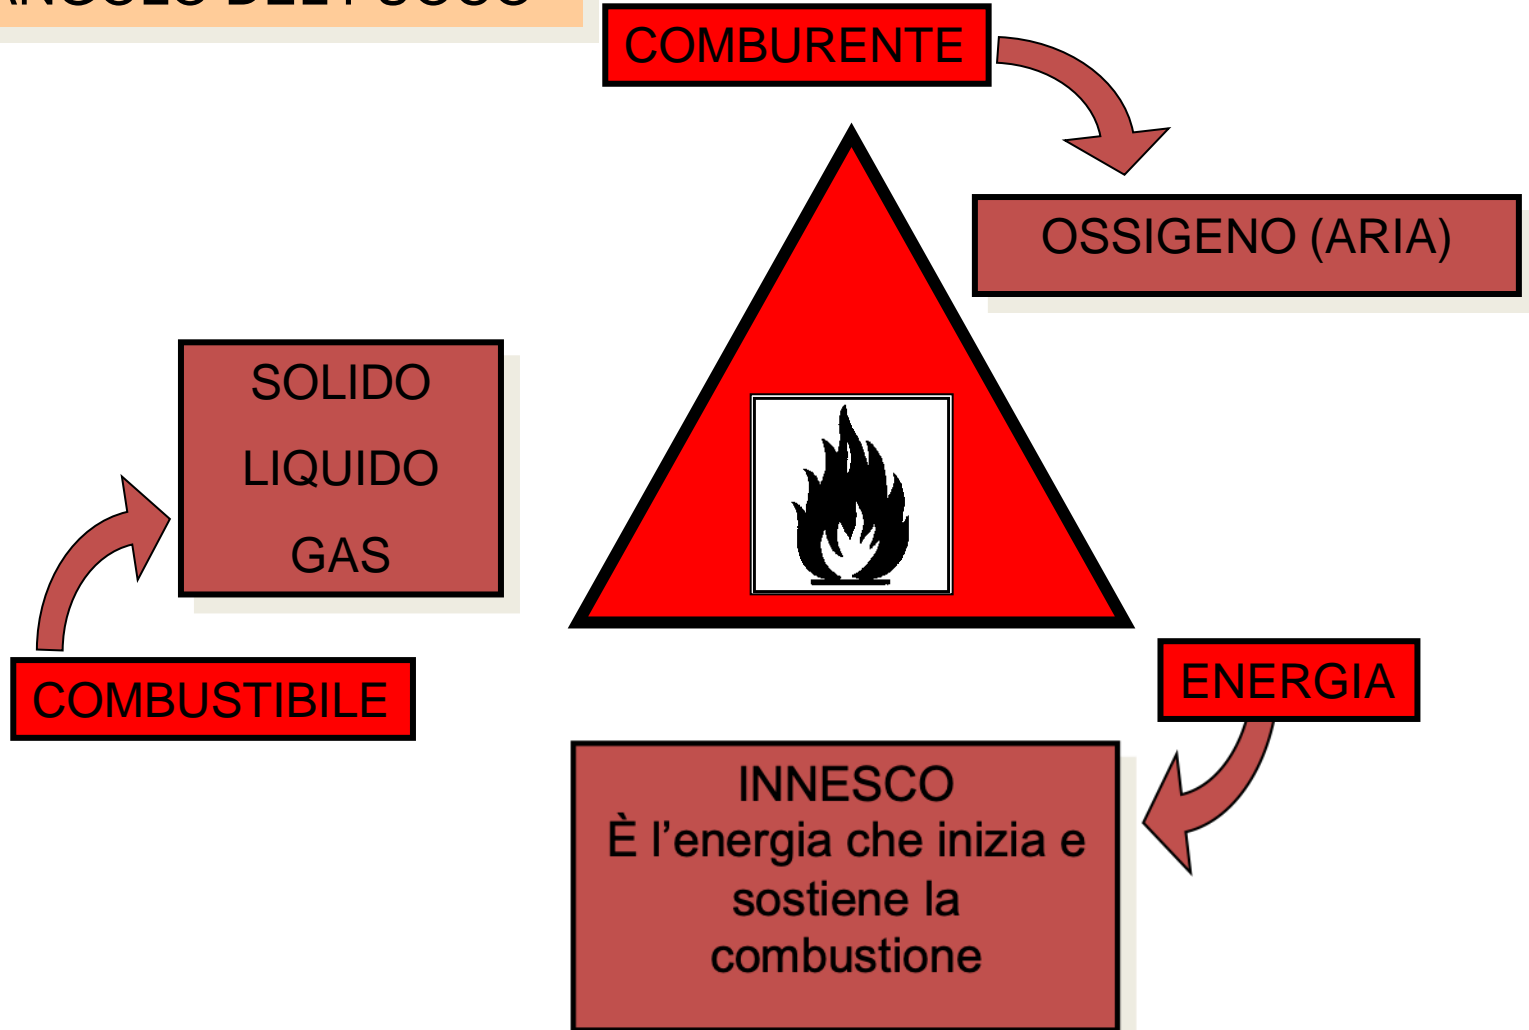 COMBURENTE
OSSIGENO (ARIA)
SOLIDO
LIQUIDO
GAS
COMBUSTIBILE
ENERGIA
INNESCO
È l’energia che inizia e
sostiene la
combustione